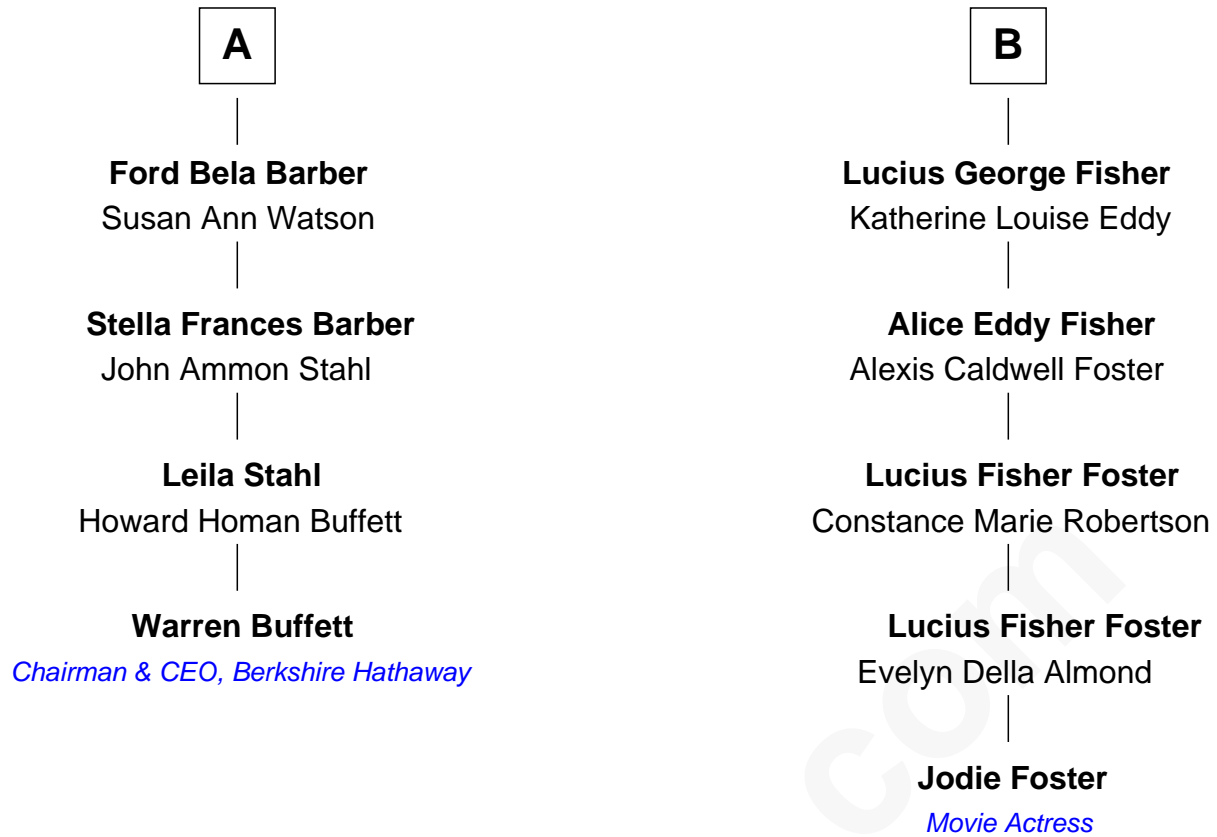 A
Ford Bela Barber
Susan Ann Watson
Stella Frances Barber
John Ammon Stahl
Leila Stahl
Howard Homan Buffett
Warren Buffett
Chairman & CEO, Berkshire Hathaway
B
Lucius George Fisher
Katherine Louise Eddy
Alice Eddy Fisher
Alexis Caldwell Foster
Lucius Fisher Foster
Constance Marie Robertson
Lucius Fisher Foster
Evelyn Della Almond
Jodie Foster
Movie Actress
com